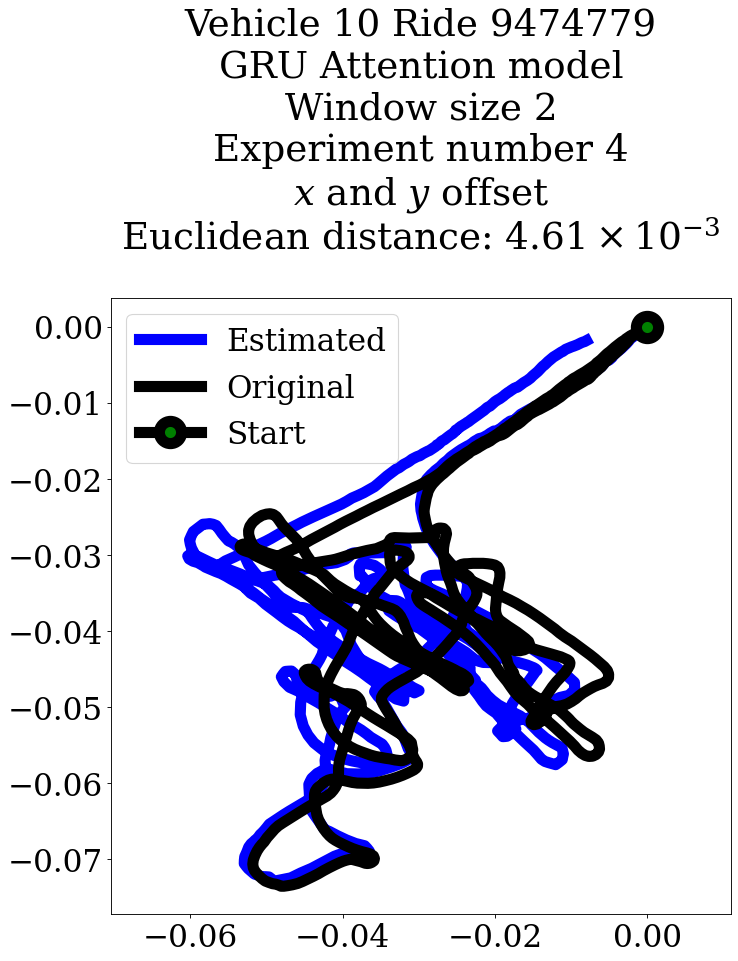 Vehicle 10 Ride 9474779
GRU Attention model
Window size 2
Experiment number 4
x and y offset
Euclidean distance: 4.61 × 10⁻³
Estimated
Original
Start
0.00
−0.01
−0.02
−0.03
−0.04
−0.05
−0.06
−0.07
−0.06 −0.04 −0.02 0.00